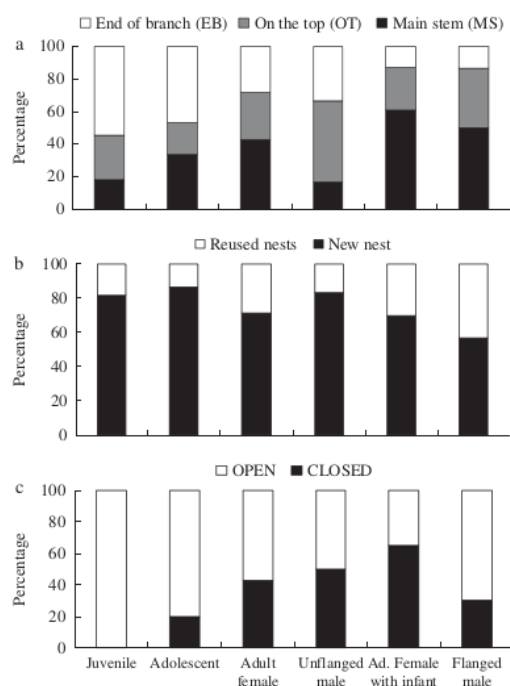 End of branch (EB) On the top (OT) Main stem (MS)
a
100
80
60
40
20
0
Percentage
Reused nests New nest
b
100
80
60
40
20
0
Percentage
OPEN CLOSED
c
100
80
60
40
20
0
Percentage
Juvenile Adolescent Adult Unflanged Ad. Female Flanged
female male with infant male